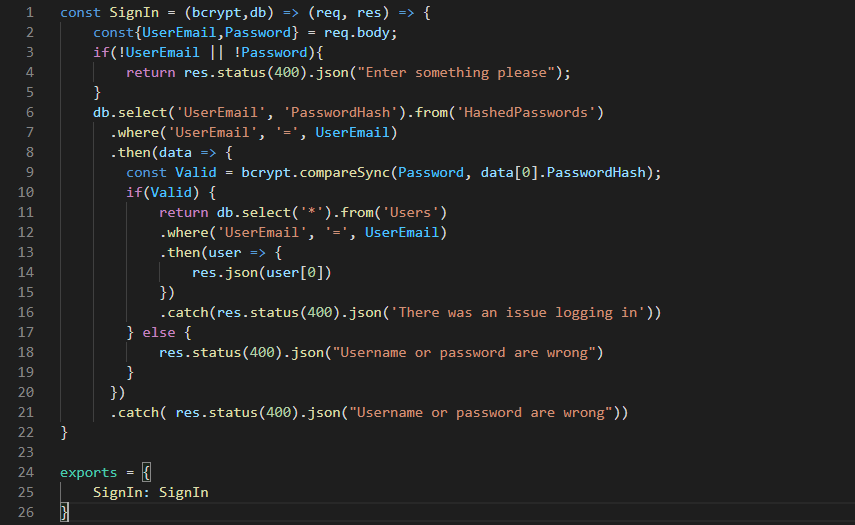 1 const SignIn = (bcrypt,db) => (req, res) => {
2     const{UserEmail,Password} = req.body;
3     if(!UserEmail || !Password){
4         return res.status(400).json("Enter something please");
5     }
6     db.select('UserEmail', 'PasswordHash').from('HashedPasswords')
7       .where('UserEmail', '=', UserEmail)
8       .then(data => {
9         const Valid = bcrypt.compareSync(Password, data[0].PasswordHash);
10         if(Valid) {
11             return db.select('*').from('Users')
12             .where('UserEmail', '=', UserEmail)
13             .then(user => {
14                 res.json(user[0])
15             })
16             .catch(res.status(400).json('There was an issue logging in'))
17         } else {
18             res.status(400).json("Username or password are wrong")
19         }
20       })
21       .catch( res.status(400).json("Username or password are wrong"))
22 }
23
24 exports = {
25     SignIn: SignIn
26 }